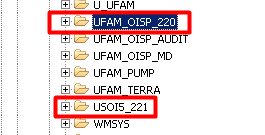 U_UFAM
UFAM_OISP_220
UFAM_OISP_AUDIT
UFAM_OISP_MD
UFAM_PUMP
UFAM_TERRA
USOI5_221
WMSYS